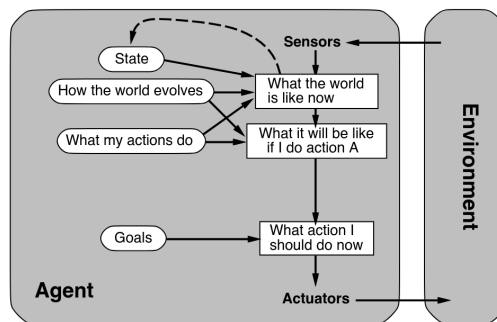 Sensors
State
How the world evolves
What the world
is like now
What my actions do
What it will be like
if I do action A
Goals
What action I
should do now
Agent
Actuators
Environment